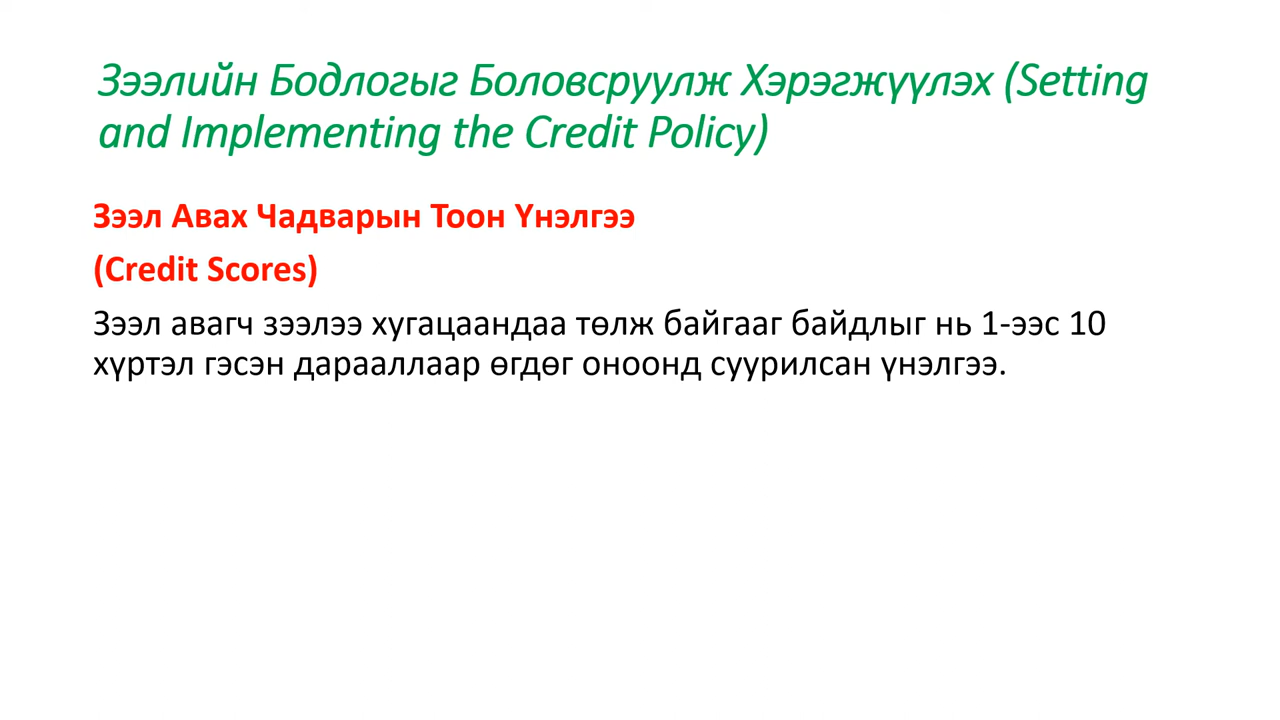 Зээлийн Бодлогыг Боловсруулж Хэрэгжүүлэх (Setting
and Implementing the Credit Policy)
Зээл Авах Чадварын Тоон Үнэлгээ
(Credit Scores)
Зээл авагч зээлээ хугацаандаа төлж байгааг байдлыг нь 1-ээс 10
хүртэл гэсэн дарааллаар өгдөг оноонд суурилсан үнэлгээ.